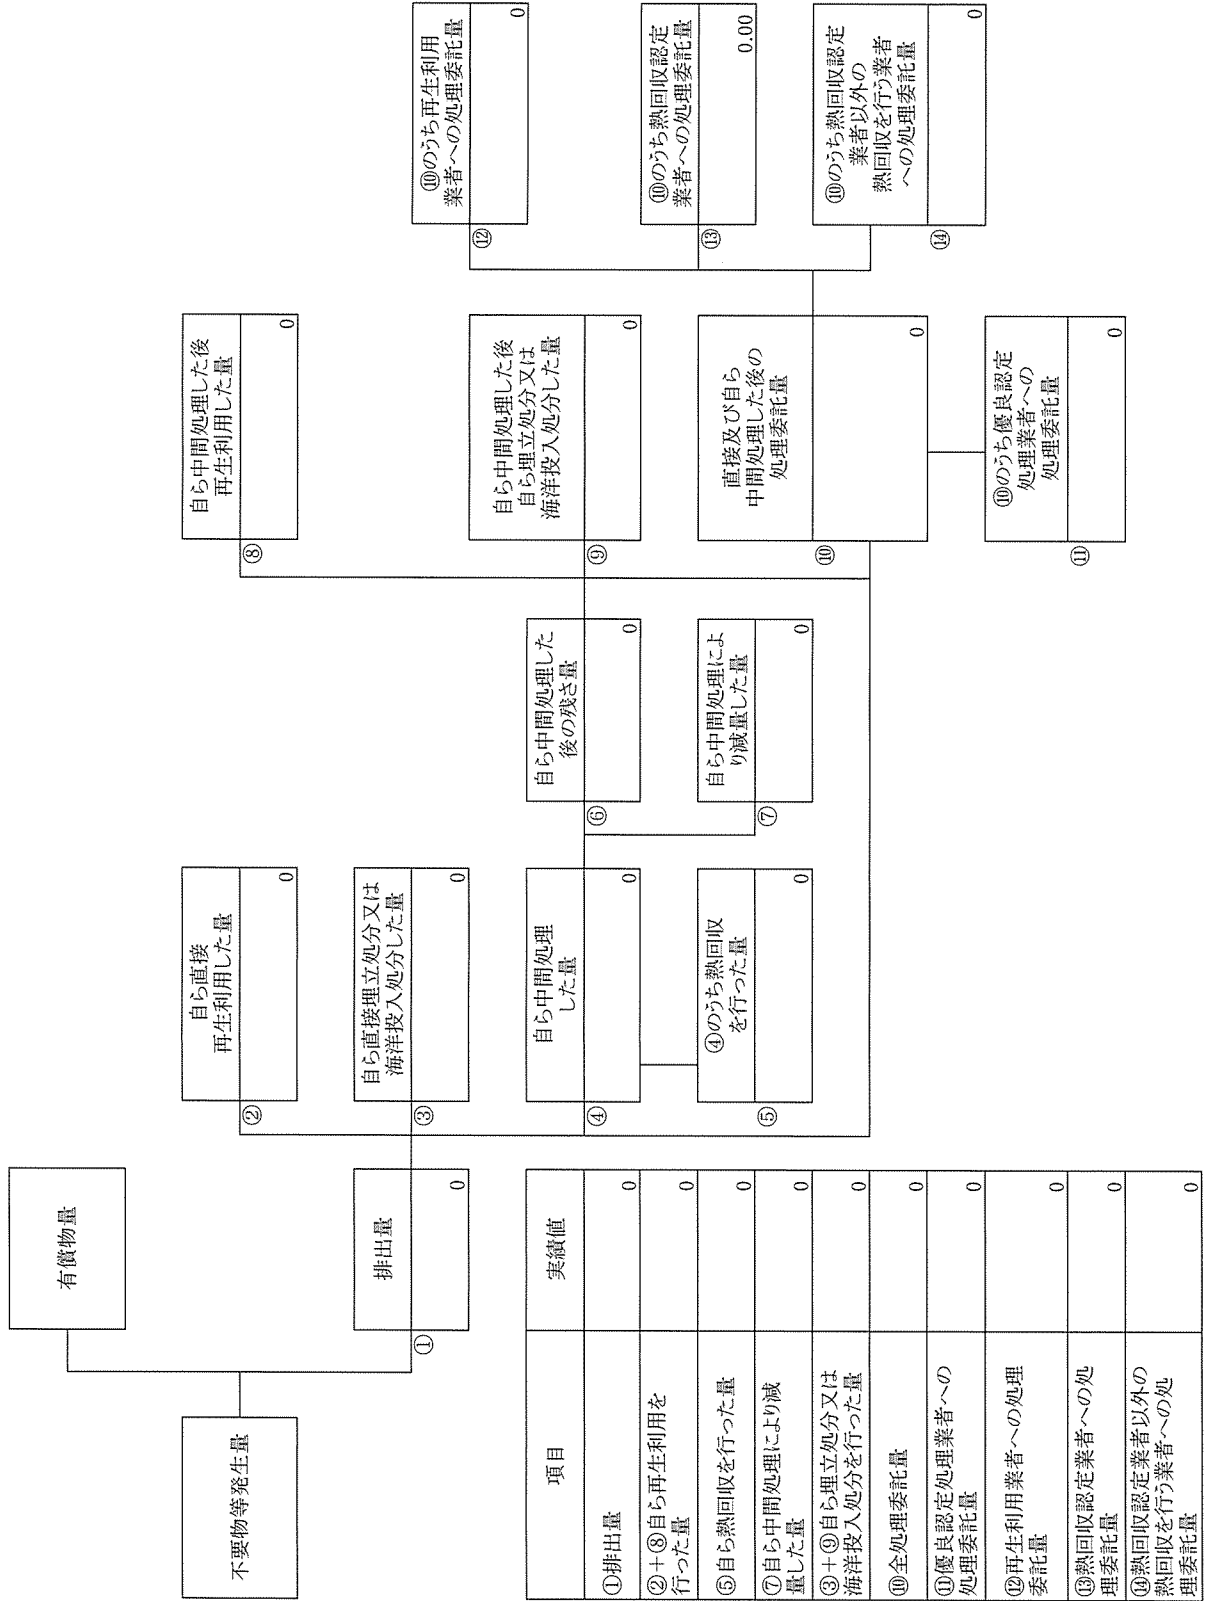 不要物等発生量
有償物量
排出量
①
0
自ら直接
再生利用した量
②
0
自ら直接埋立処分又は
海洋投入処分した量
③
0
自ら中間処理
した量
④
0
④のうち熱回収
を行った量
⑤
0
自ら中間処理した
後の残さ量
⑥
0
自ら中間処理によ
り減量した量
⑦
0
自ら中間処理した後
再生利用した量
⑧
0
自ら中間処理した後
自ら埋立処分又は
海洋投入処分した量
⑨
0
直接及び自ら
中間処理した後の
処理委託量
⑩
0
⑩のうち優良認定
処理業者への
処理委託量
⑪
0
⑩のうち再生利用
業者への処理委託量
⑫
0
⑩のうち熱回収認定
業者への処理委託量
⑬
0.00
⑩のうち熱回収認定
業者以外の
熱回収を行う業者
への処理委託量
⑭
0
項目 実績値
①排出量 0
②+⑧自ら再生利用を
行った量 0
⑤自ら熱回収を行った量 0
⑦自ら中間処理により減
量した量 0
③+⑨自ら埋立処分又は
海洋投入処分を行った量 0
⑩全処理委託量 0
⑪優良認定処理業者への
処理委託量 0
⑫再生利用業者への処理
委託量 0
⑬熱回収認定業者への処
理委託量 0
⑭熱回収認定業者以外の
熱回収を行う業者への処
理委託量 0